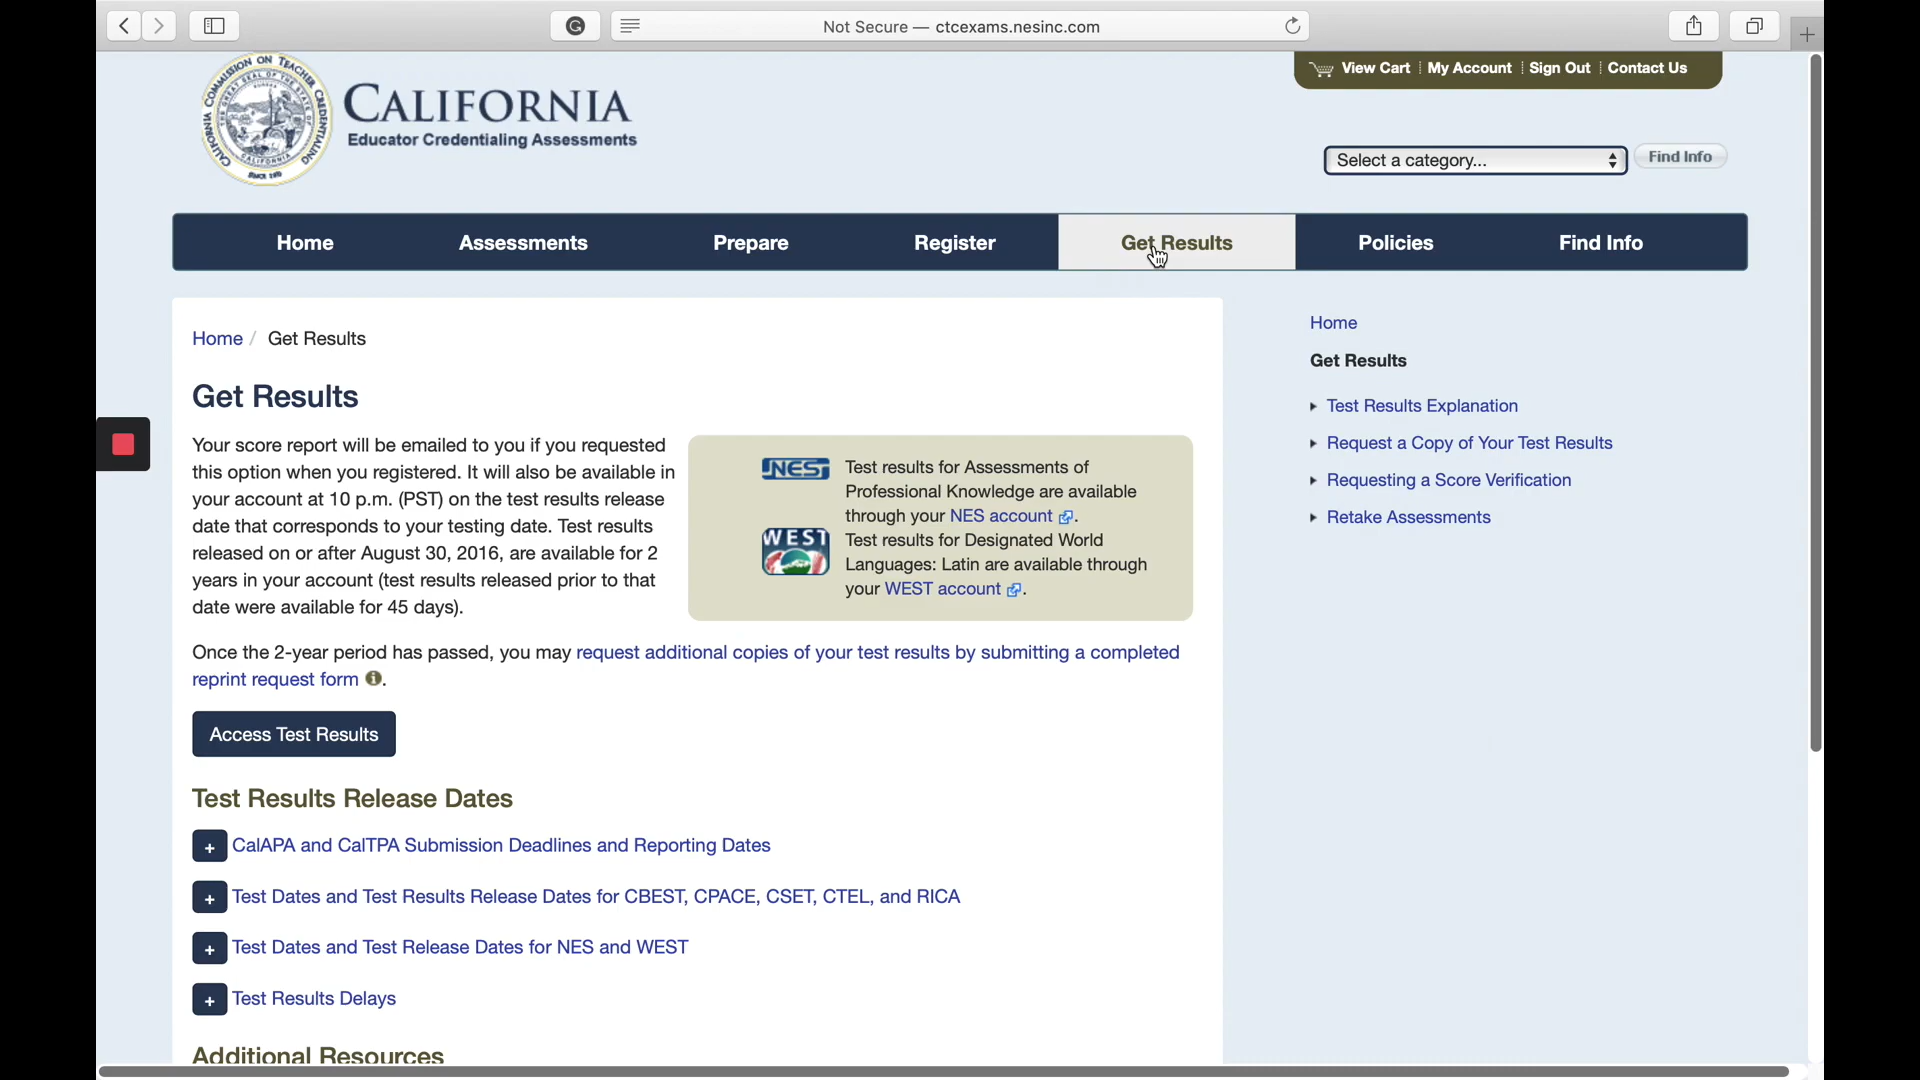 Not Secure — ctcexams.nesinc.com
COMMISSION ON TEACHER CREDENTIALING
CALIFORNIA
CALIFORNIA
Educator Credentialing Assessments
View Cart My Account Sign Out Contact Us
Select a category... Find Info
Home Assessments Prepare Register Get Results Policies Find Info
Home / Get Results
Get Results
Your score report will be emailed to you if you requested
this option when you registered. It will also be available in
your account at 10 p.m. (PST) on the test results release
date that corresponds to your testing date. Test results
released on or after August 30, 2016, are available for 2
years in your account (test results released prior to that
date were available for 45 days).
NES
Test results for Assessments of
Professional Knowledge are available
through your NES account .
WEST
Test results for Designated World
Languages: Latin are available through
your WEST account .
Once the 2-year period has passed, you may request additional copies of your test results by submitting a completed
reprint request form .
Access Test Results
Test Results Release Dates
+ CalAPA and CalTPA Submission Deadlines and Reporting Dates
+ Test Dates and Test Results Release Dates for CBEST, CPACE, CSET, CTEL, and RICA
+ Test Dates and Test Release Dates for NES and WEST
+ Test Results Delays
Additional Resources
Home
Get Results
Test Results Explanation
Request a Copy of Your Test Results
Requesting a Score Verification
Retake Assessments